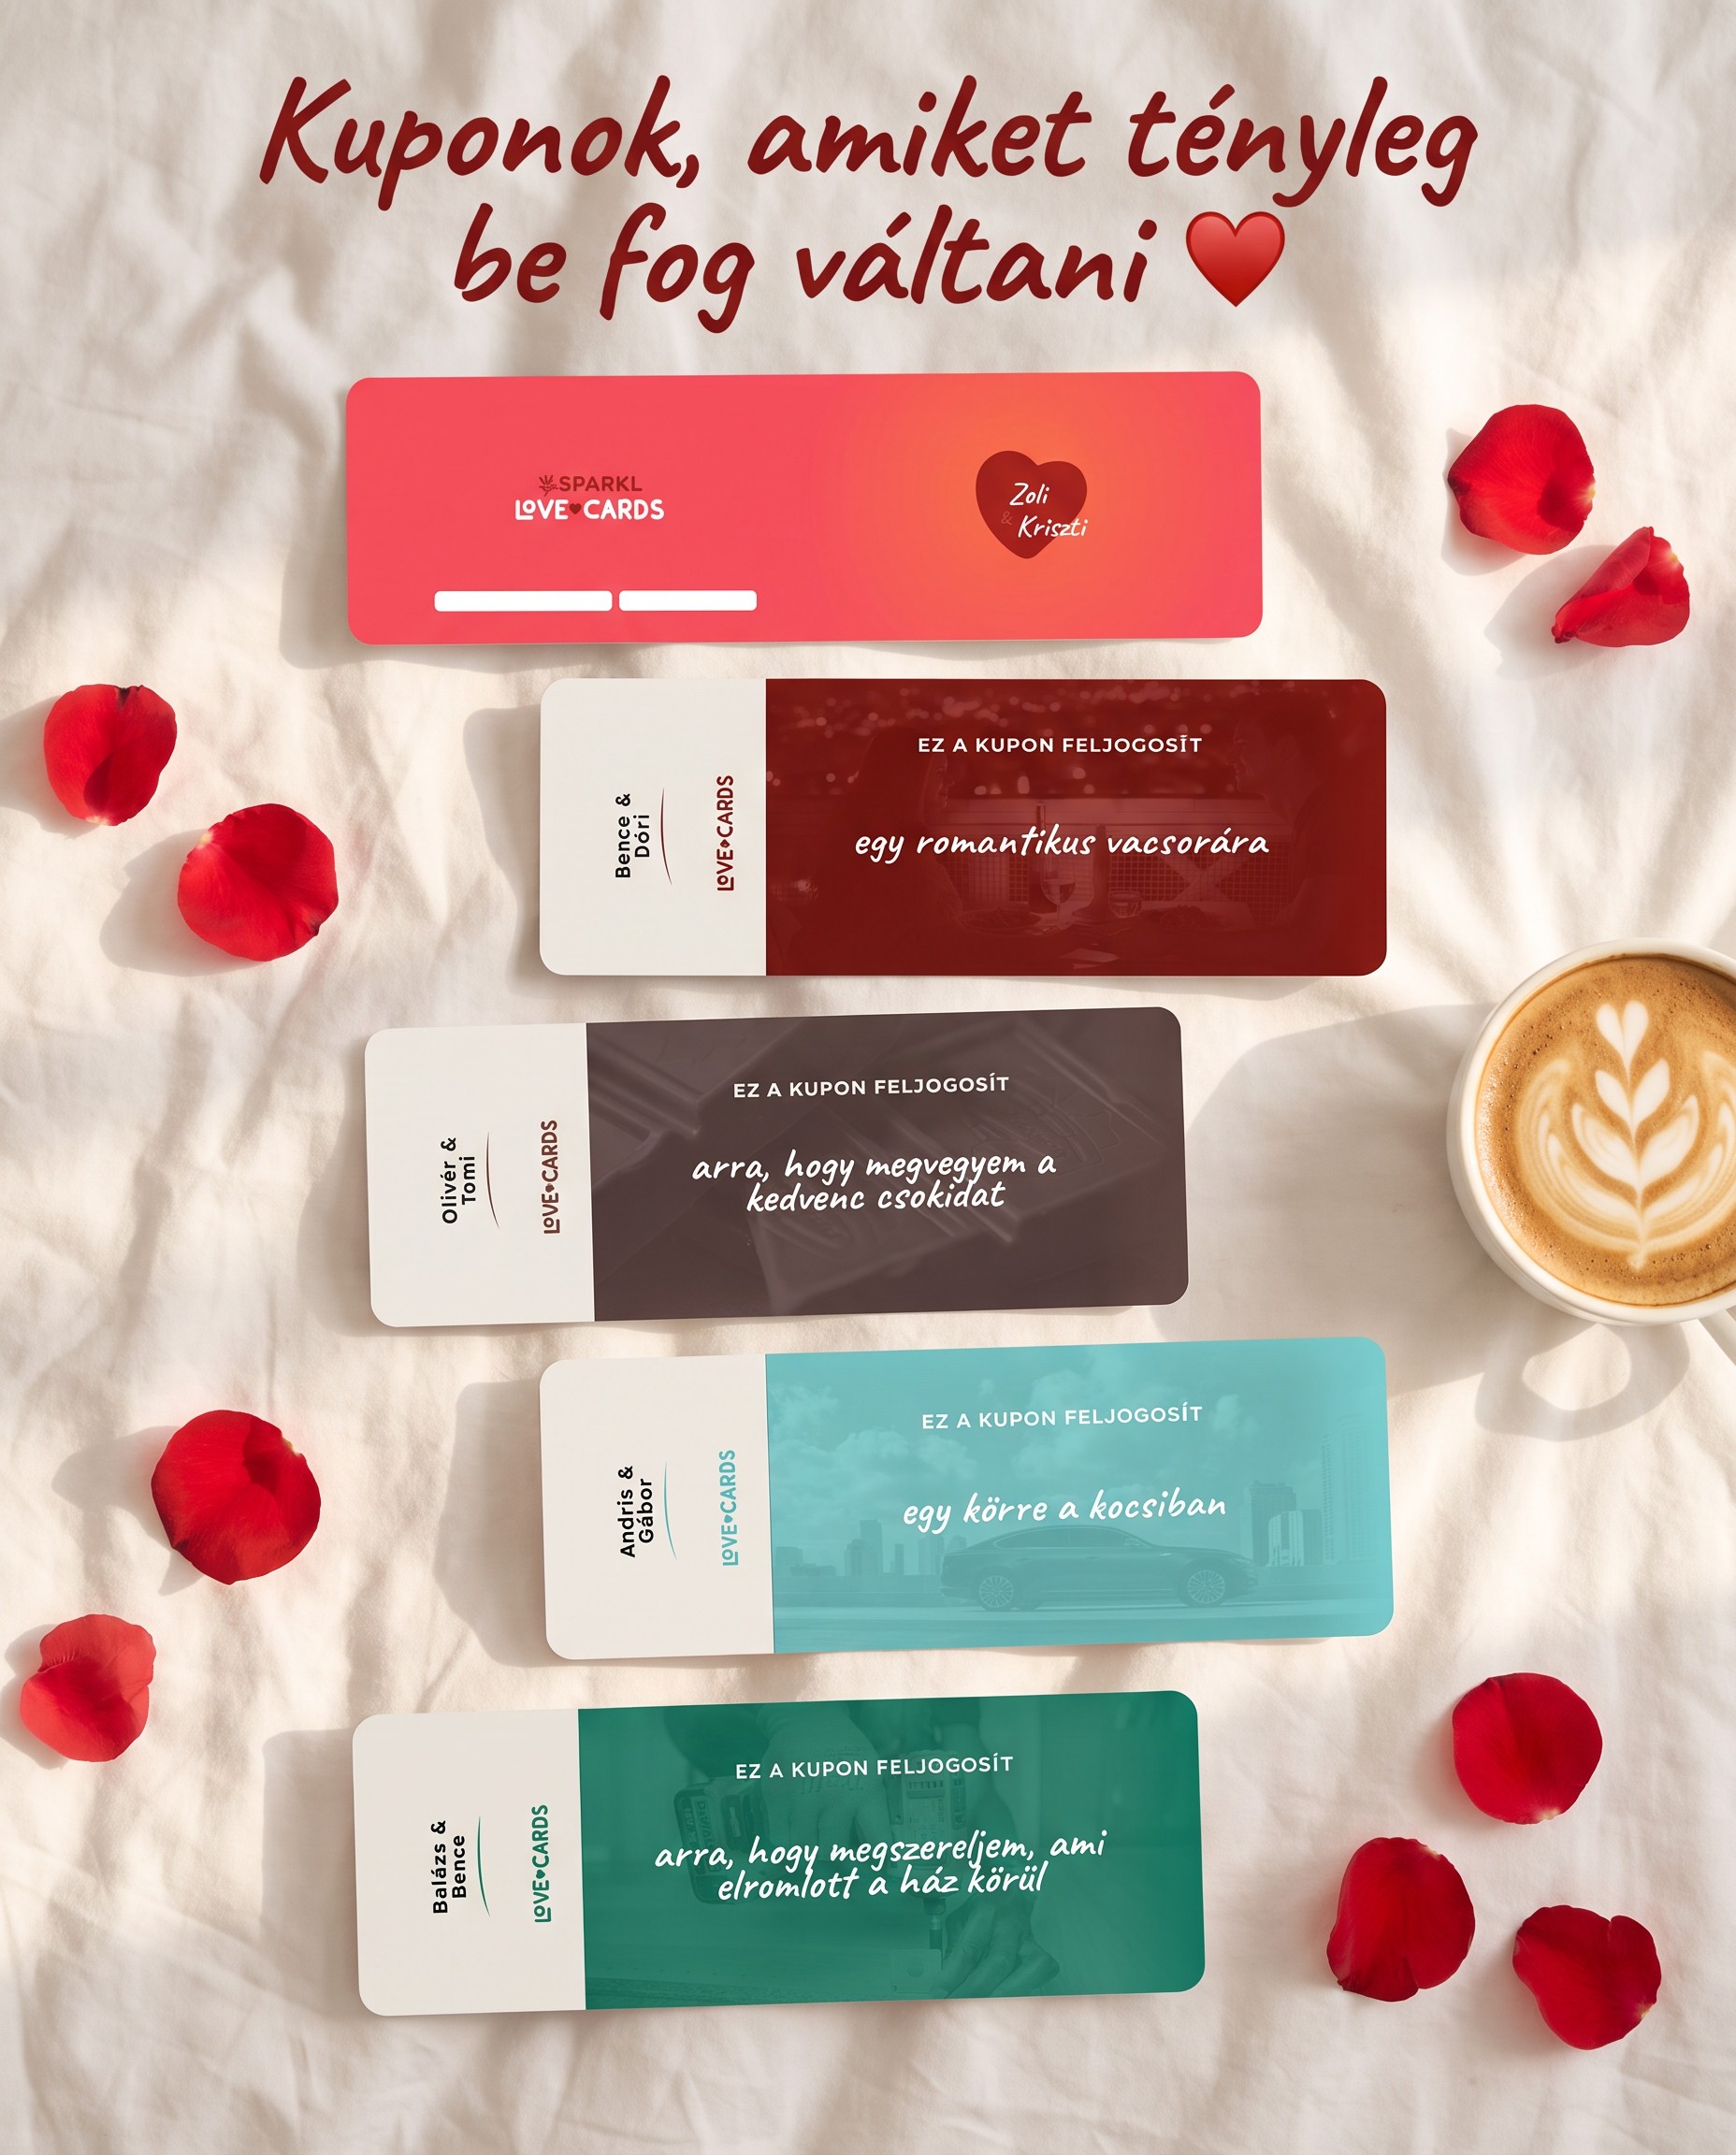 Kuponok, amiket tényleg
be fog váltani ❤️
SPARKL
LOVE CARDS
Zoli
& Kriszti
Bence &
Dóri
LOVE CARDS
EZ A KUPON FELJOGOSÍT
egy romantikus vacsorára
Olivér &
Tomi
LOVE CARDS
EZ A KUPON FELJOGOSÍT
arra, hogy megvegyem a
kedvenc csokidat
Andris &
Gábor
LOVE CARDS
EZ A KUPON FELJOGOSÍT
egy körre a kocsiban
Balázs &
Bence
LOVE CARDS
EZ A KUPON FELJOGOSÍT
arra, hogy megszereljem, ami
elromlott a ház körül